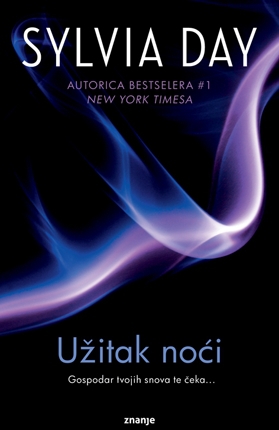 SYLVIA DAY
AUTORICA BESTSELERA #1
NEW YORK TIMESA
Užitak noći
Gospodar tvojih snova te čeka...
znanje